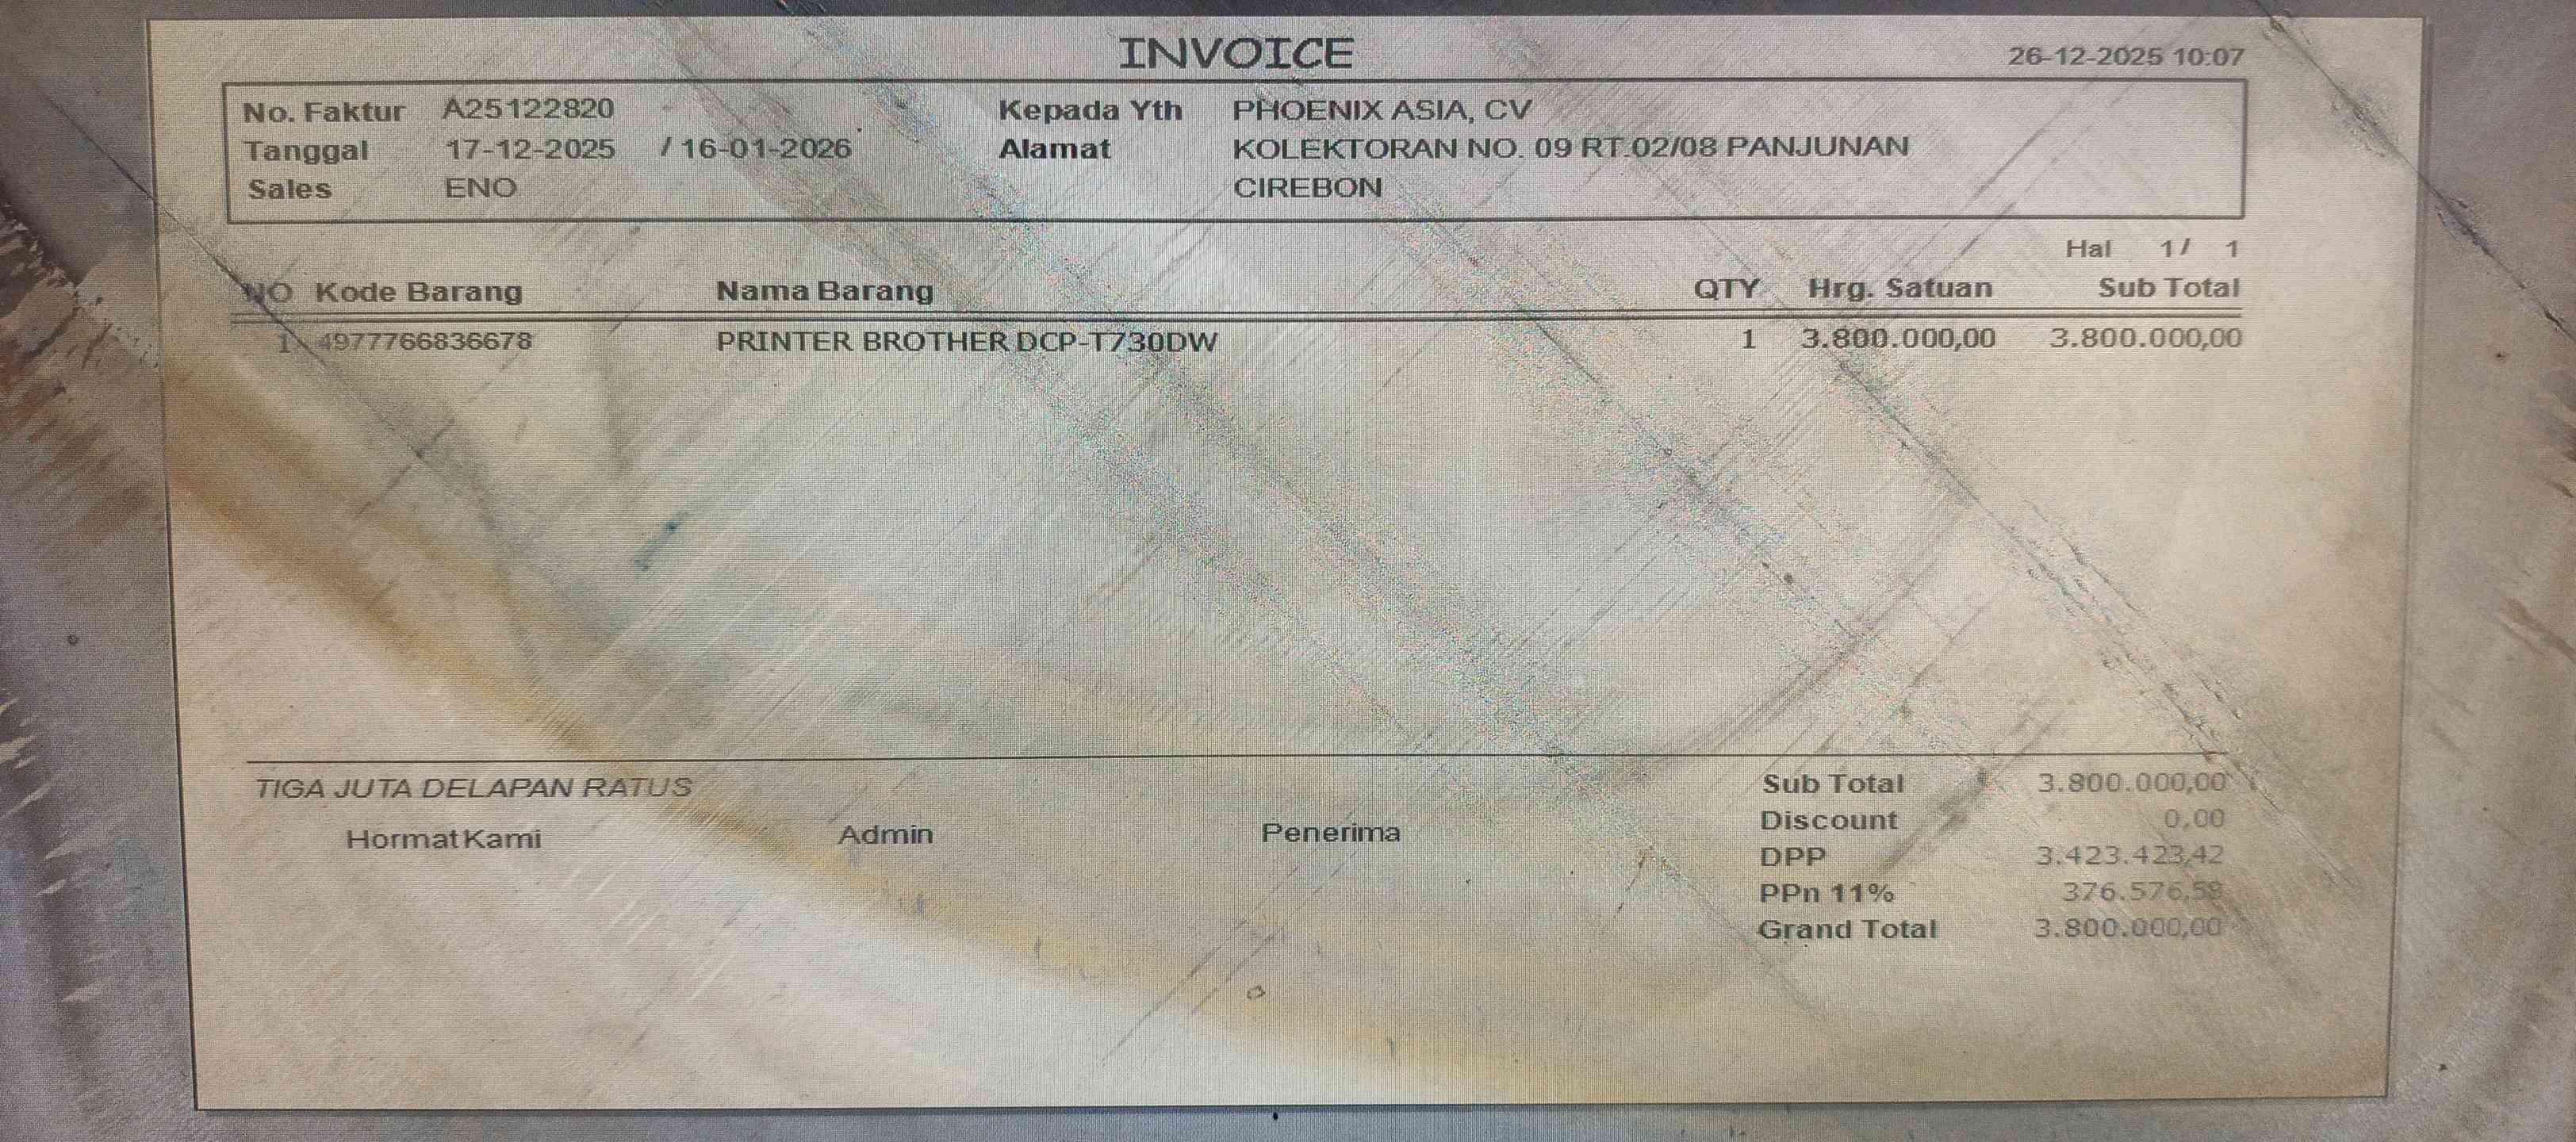 INVOICE
26-12-2025 10:07
No. Faktur A25122820 Kepada Yth PHOENIX ASIA, CV
Tanggal 17-12-2025 / 16-01-2026 Alamat KOLEKTORAN NO. 09 RT.02/08 PANJUNAN
Sales ENO CIREBON
Hal 1/ 1
NO Kode Barang Nama Barang QTY Hrg. Satuan Sub Total
1 4977766836678 PRINTER BROTHER DCP-T730DW 1 3.800.000,00 3.800.000,00
TIGA JUTA DELAPAN RATUS
Hormat Kami Admin Penerima
Sub Total 3.800.000,00
Discount 0,00
DPP 3.423.423,42
PPn 11% 376.576,58
Grand Total 3.800.000,00